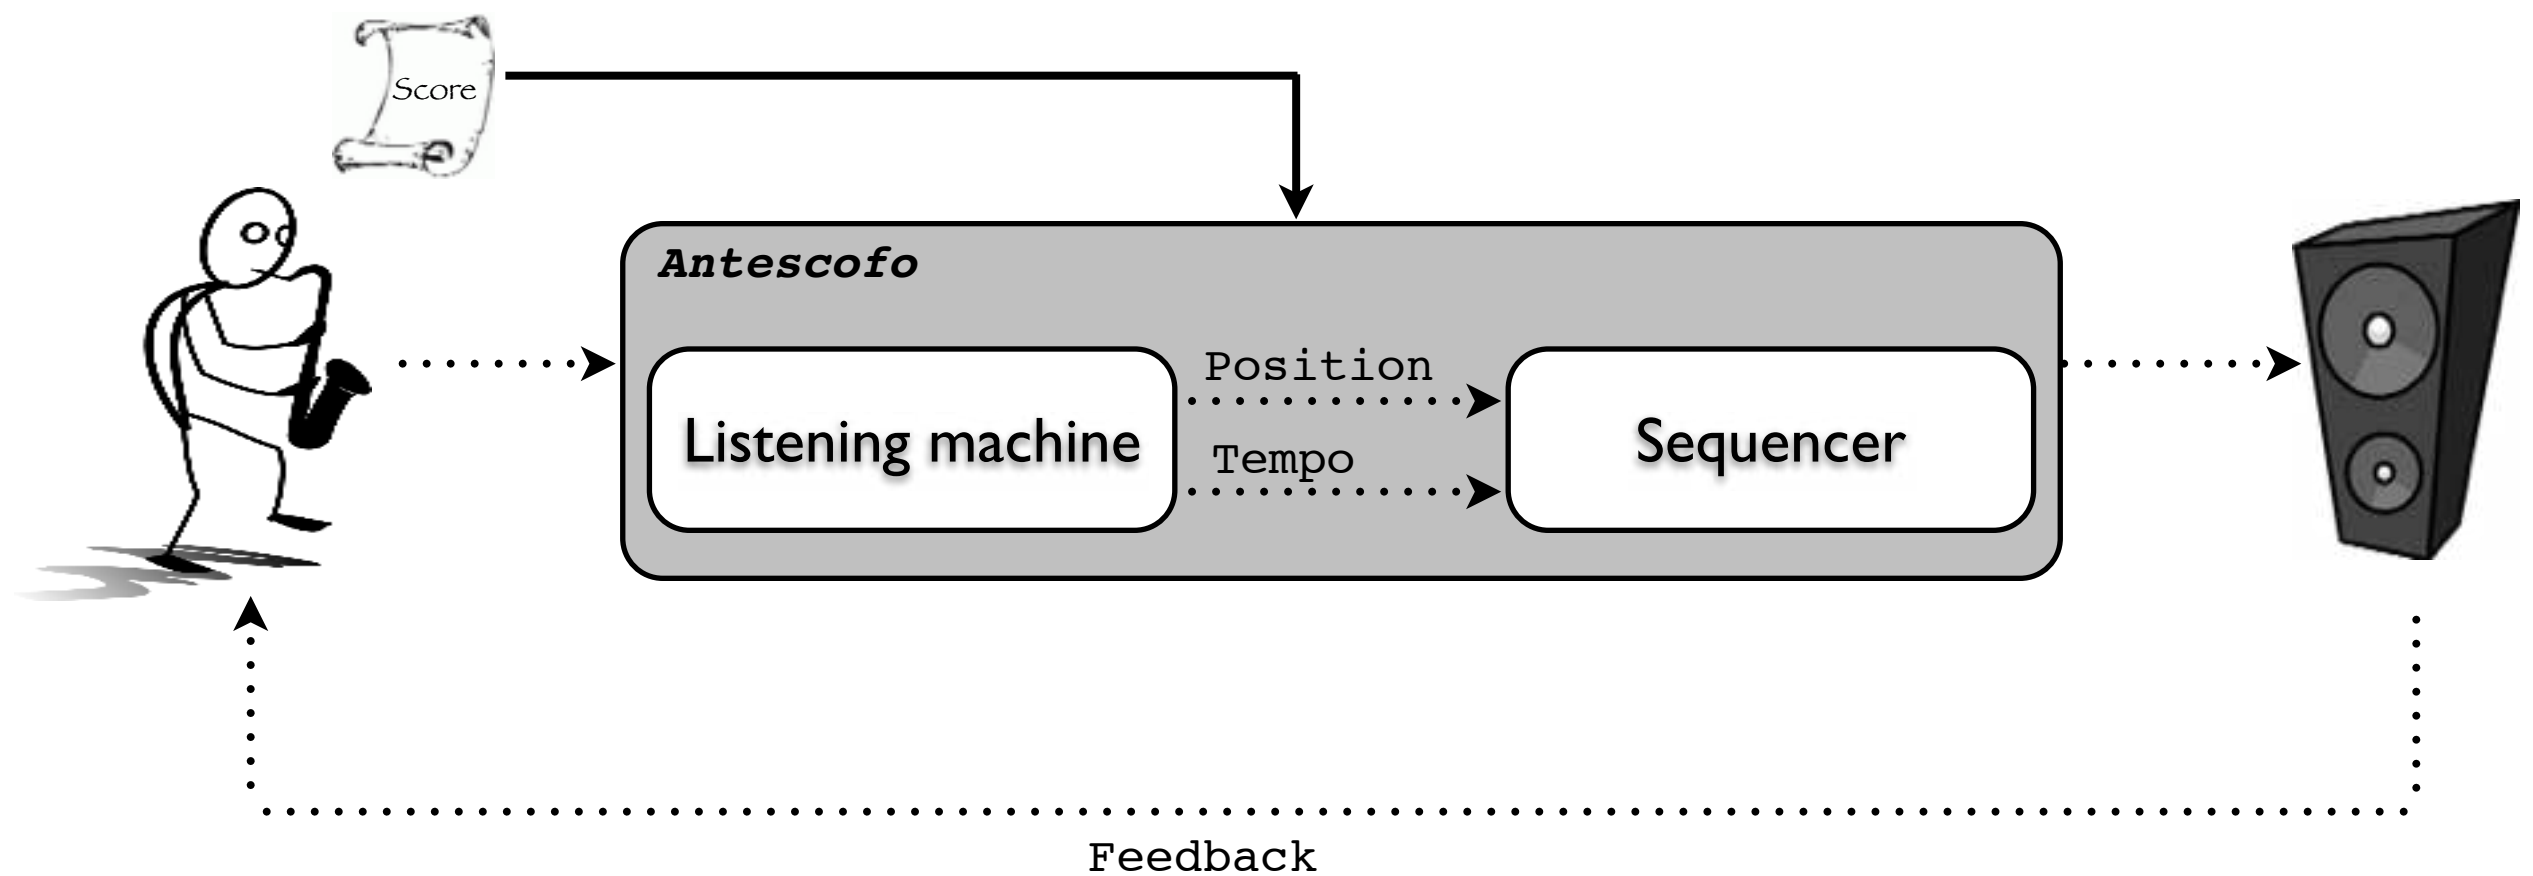 Score
Antescofo
Position
Listening machine
Sequencer
Tempo
Feedback